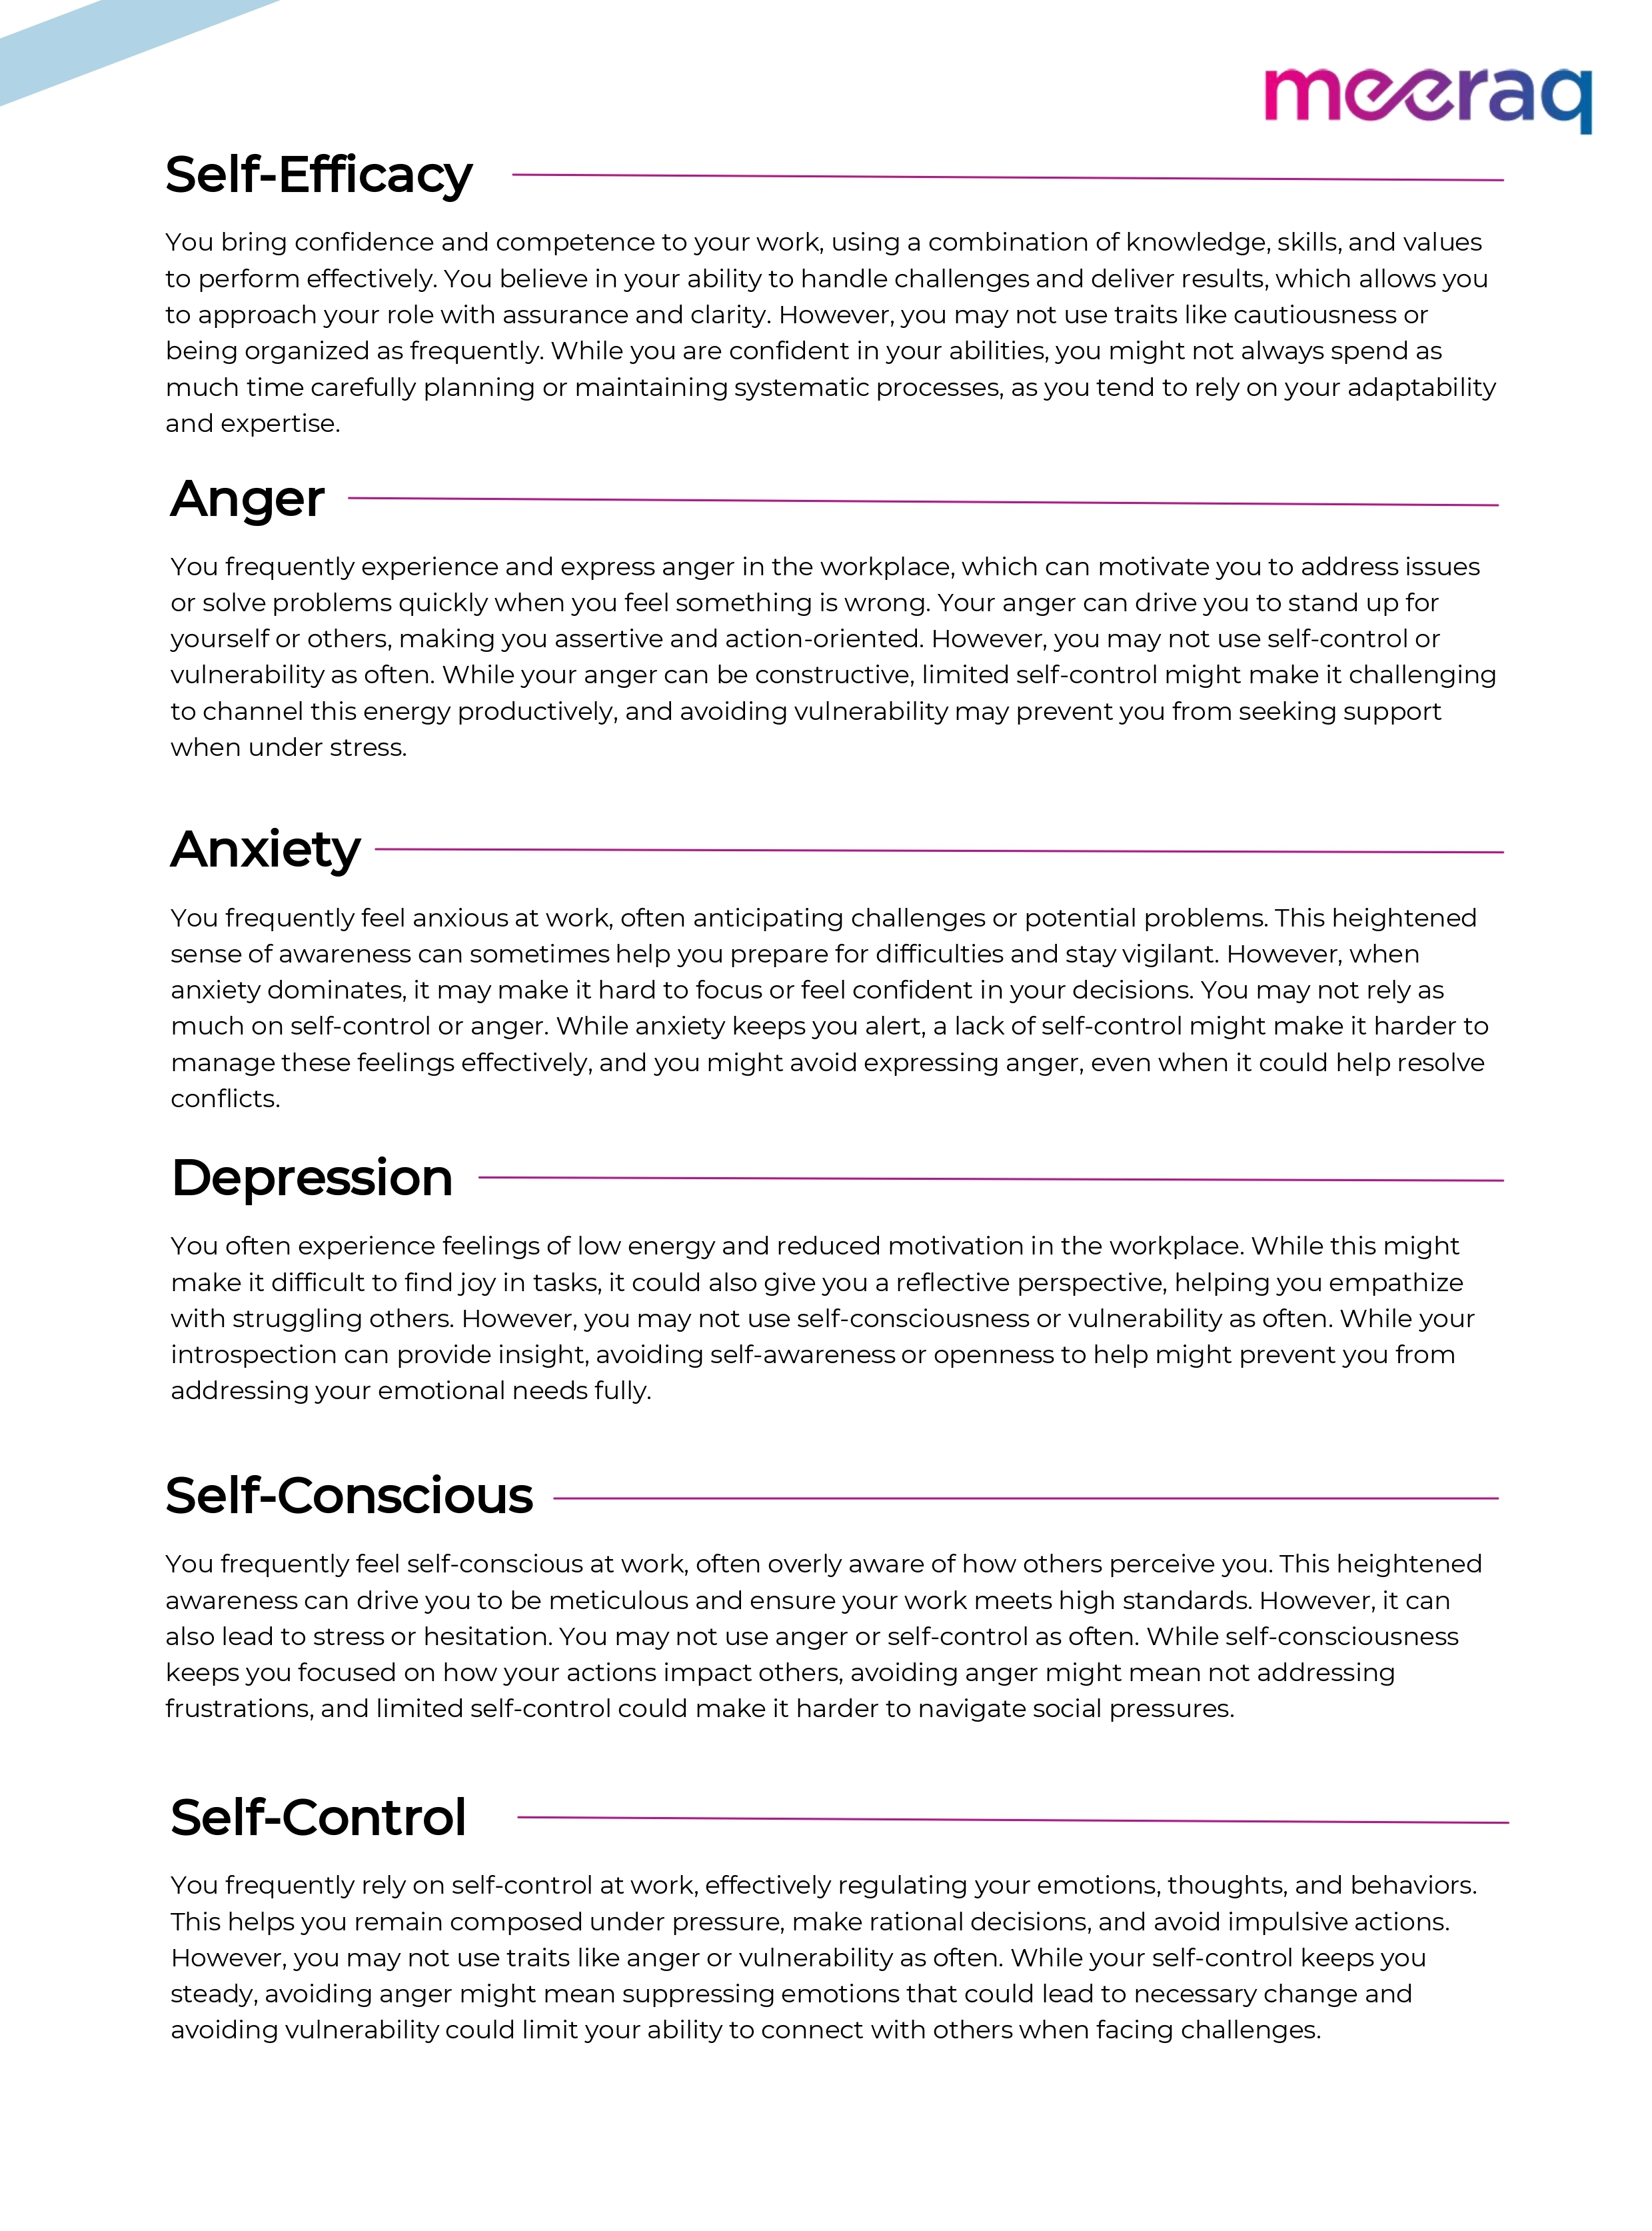 meeraq
Self-Efficacy
You bring confidence and competence to your work, using a combination of knowledge, skills, and values
to perform effectively. You believe in your ability to handle challenges and deliver results, which allows you
to approach your role with assurance and clarity. However, you may not use traits like cautiousness or
being organized as frequently. While you are confident in your abilities, you might not always spend as
much time carefully planning or maintaining systematic processes, as you tend to rely on your adaptability
and expertise.
Anger
You frequently experience and express anger in the workplace, which can motivate you to address issues
or solve problems quickly when you feel something is wrong. Your anger can drive you to stand up for
yourself or others, making you assertive and action-oriented. However, you may not use self-control or
vulnerability as often. While your anger can be constructive, limited self-control might make it challenging
to channel this energy productively, and avoiding vulnerability may prevent you from seeking support
when under stress.
Anxiety
You frequently feel anxious at work, often anticipating challenges or potential problems. This heightened
sense of awareness can sometimes help you prepare for difficulties and stay vigilant. However, when
anxiety dominates, it may make it hard to focus or feel confident in your decisions. You may not rely as
much on self-control or anger. While anxiety keeps you alert, a lack of self-control might make it harder to
manage these feelings effectively, and you might avoid expressing anger, even when it could help resolve
conflicts.
Depression
You often experience feelings of low energy and reduced motivation in the workplace. While this might
make it difficult to find joy in tasks, it could also give you a reflective perspective, helping you empathize
with struggling others. However, you may not use self-consciousness or vulnerability as often. While your
introspection can provide insight, avoiding self-awareness or openness to help might prevent you from
addressing your emotional needs fully.
Self-Conscious
You frequently feel self-conscious at work, often overly aware of how others perceive you. This heightened
awareness can drive you to be meticulous and ensure your work meets high standards. However, it can
also lead to stress or hesitation. You may not use anger or self-control as often. While self-consciousness
keeps you focused on how your actions impact others, avoiding anger might mean not addressing
frustrations, and limited self-control could make it harder to navigate social pressures.
Self-Control
You frequently rely on self-control at work, effectively regulating your emotions, thoughts, and behaviors.
This helps you remain composed under pressure, make rational decisions, and avoid impulsive actions.
However, you may not use traits like anger or vulnerability as often. While your self-control keeps you
steady, avoiding anger might mean suppressing emotions that could lead to necessary change and
avoiding vulnerability could limit your ability to connect with others when facing challenges.